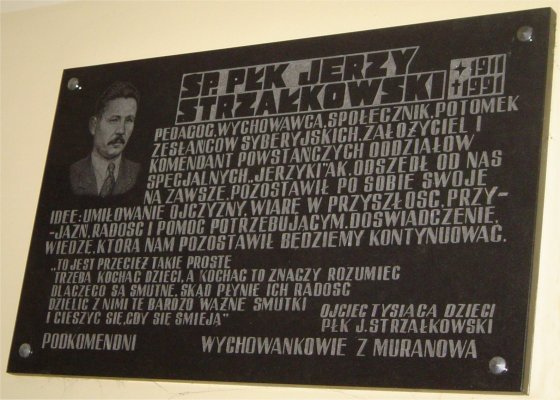 ŚP. PŁK JERZY
STRZAŁKOWSKI
★ 1911
✝ 1991
PEDAGOG, WYCHOWAWCA, SPOŁECZNIK, POTOMEK
ZESŁAŃCÓW SYBERYJSKICH, ZAŁOŻYCIEL I
KOMENDANT POWSTAŃCZYCH ODDZIAŁÓW
SPECJALNYCH „JERZYKI" AK, ODSZEDŁ OD NAS
NA ZAWSZE, POZOSTAWIŁ PO SOBIE SWOJE
IDEE: UMIŁOWANIE OJCZYZNY, WIARĘ W PRZYSZŁOŚĆ, PRZY-
-JAŹŃ, RADOŚĆ I POMOC POTRZEBUJĄCYM. DOŚWIADCZENIE,
WIEDZĘ, KTÓRĄ NAM POZOSTAWIŁ BĘDZIEMY KONTYNUOWAĆ.
„TO JEST PRZECIEŻ TAKIE PROSTE
TRZEBA KOCHAĆ DZIECI, A KOCHAĆ TO ZNACZY ROZUMIEĆ
DLACZEGO SĄ SMUTNE, SKĄD PŁYNIE ICH RADOŚĆ
DZIELIĆ Z NIMI TE BARDZO WAŻNE SMUTKI
I CIESZYĆ SIĘ, GDY SIĘ ŚMIEJĄ"
OJCIEC TYSIĄCA DZIECI
PŁK J. STRZAŁKOWSKI
PODKOMENDNI WYCHOWANKOWIE Z MURANOWA